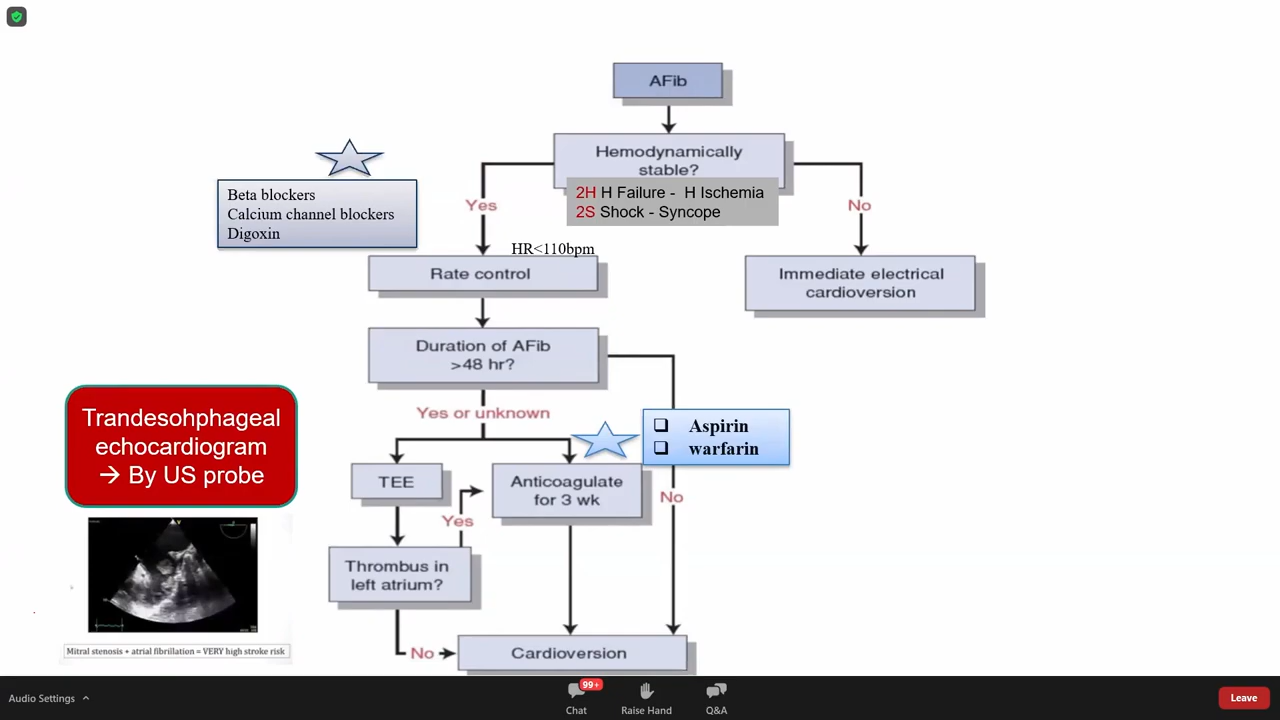 AFib
Hemodynamically
stable?
2H H Failure - H Ischemia
2S Shock - Syncope
Beta blockers
Calcium channel blockers
Digoxin
Yes
No
HR<110bpm
Rate control
Immediate electrical
cardioversion
Duration of AFib
>48 hr?
Trandesohphageal
echocardiogram
→ By US probe
Yes or unknown
❑ Aspirin
❑ warfarin
TEE
Anticoagulate
for 3 wk
No
Yes
Thrombus in
left atrium?
No
Cardioversion
Mitral stenosis + atrial fibrillation = VERY high stroke risk
Audio Settings
99+
Chat
Raise Hand
Q&A
Leave